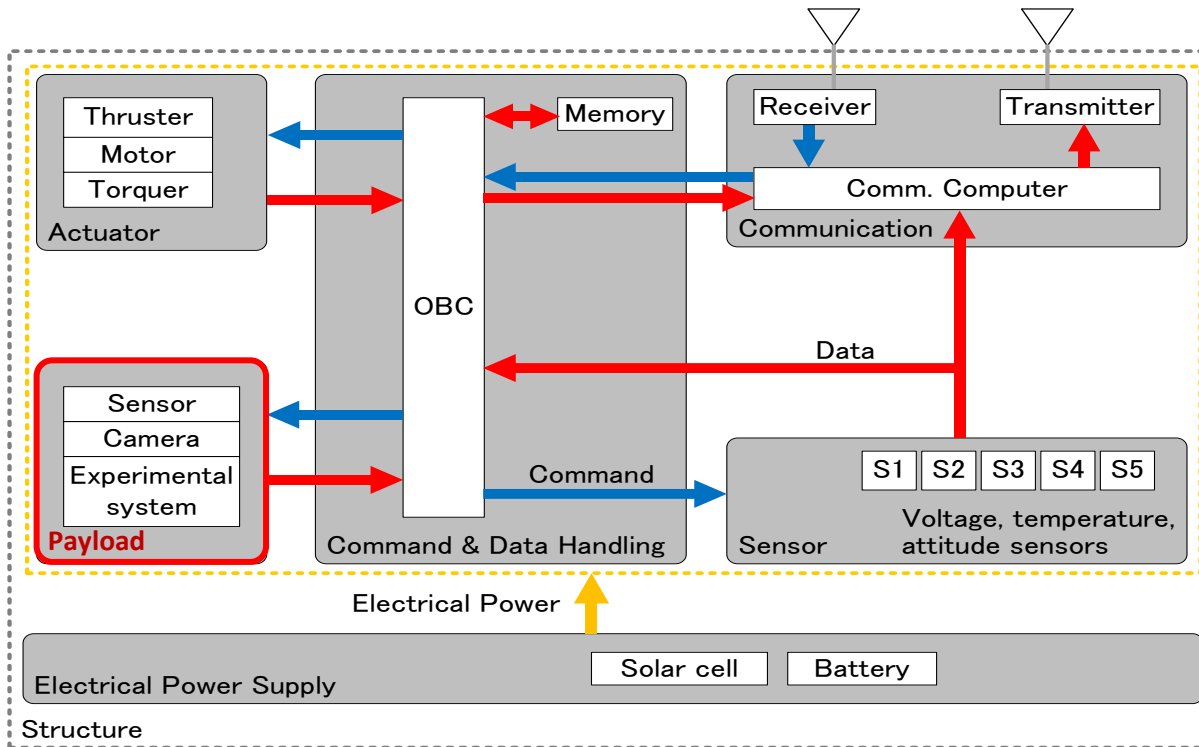 Thruster
Motor
Torquer
Actuator
Sensor
Camera
Experimental
system
Payload
OBC
Memory
Command
Command & Data Handling
Receiver
Transmitter
Comm. Computer
Communication
Data
S1
S2
S3
S4
S5
Voltage, temperature,
attitude sensors
Sensor
Electrical Power
Solar cell
Battery
Electrical Power Supply
Structure